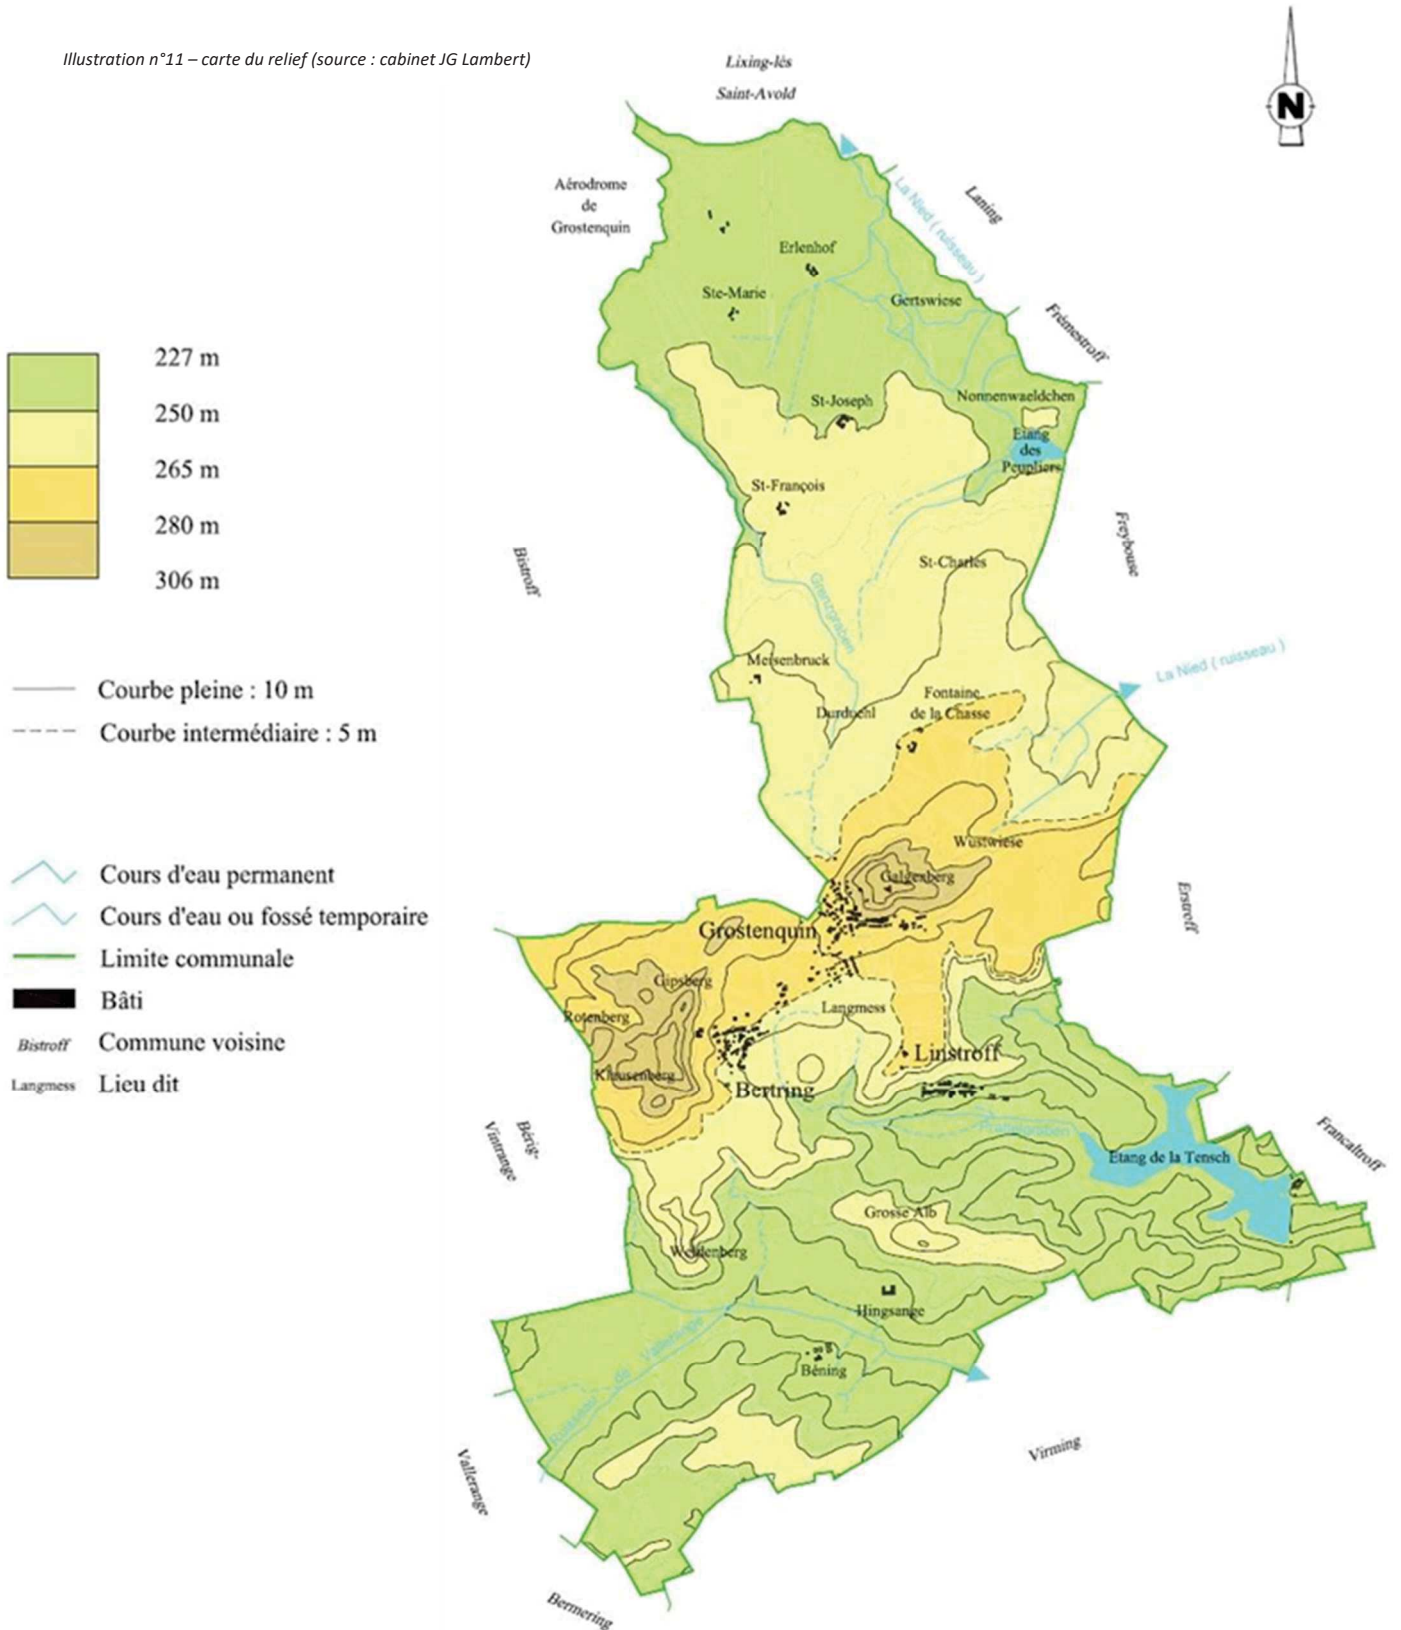 Illustration n°11 – carte du relief (source : cabinet JG Lambert)
Lixing-lès
Saint-Avold
N
Aérodrome
de
Grostenquin
La Nied ( ruisseau )
Laning
Erlenhof
Ste-Marie
Gertswiese
Frémestroff
227 m
250 m
265 m
280 m
306 m
St-Joseph
Nonnenwaeldchen
Etang
des
Peupliers
St-François
Freybouse
Bistroff
St-Charles
Grenzgraben
Meisenbruck
La Nied ( ruisseau )
Courbe pleine : 10 m
Courbe intermédiaire : 5 m
Fontaine
de la Chasse
Durduehl
Wustwiese
Galgenberg
Cours d'eau permanent
Cours d'eau ou fossé temporaire
Limite communale
Bâti
Bistroff Commune voisine
Langmess Lieu dit
Erstroff
Grostenquin
Gipsberg
Rotenberg
Langmess
Linstroff
Klausenberg
Bertring
Bérig-
Vintrange
Francaltroff
Etang de la Tensch
Grosse Alb
Weidenberg
Hingsange
Ruisseau de Vallerange
Béning
Virming
Vallerange
Bermering